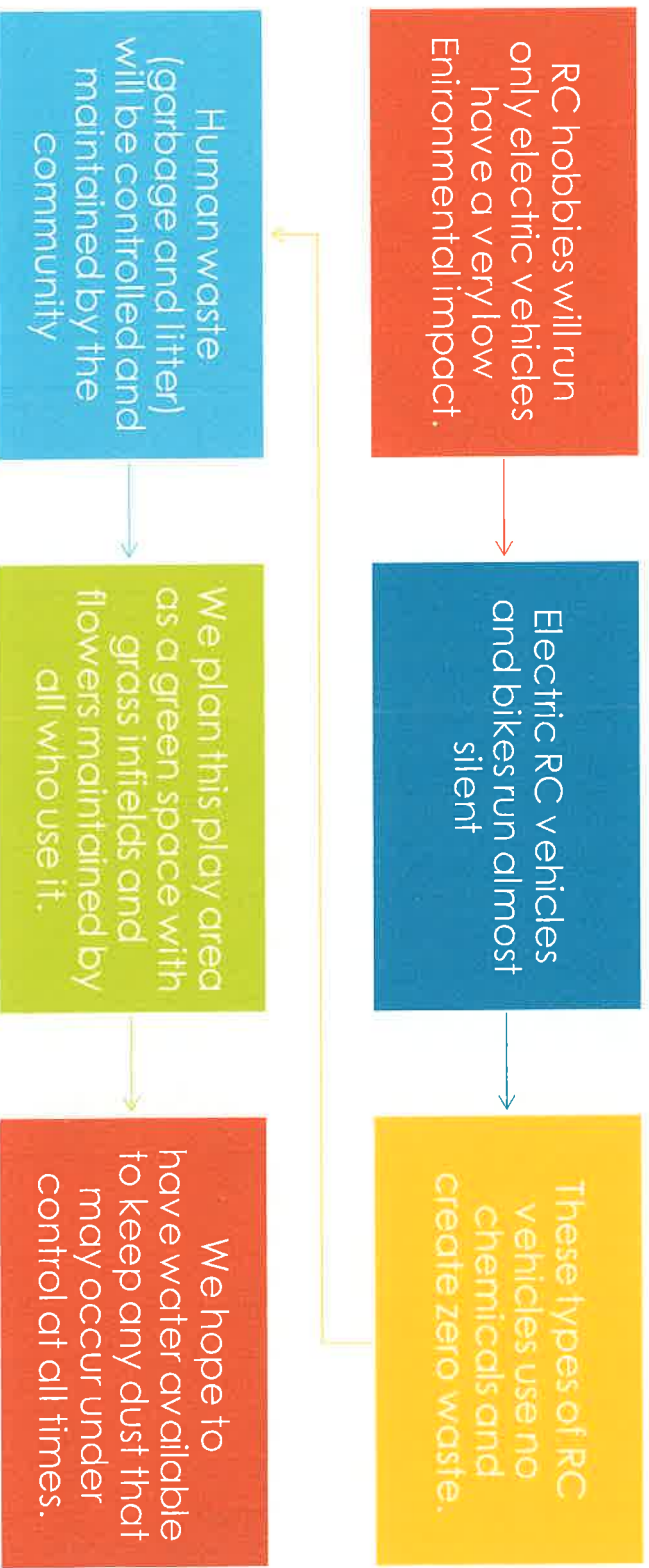 RC hobbies will run
only electric vehicles
have a very low
Enironmental impact.
Electric RC vehicles
and bikes run almost
silent
These types of RC
vehicles use no
chemicals and
create zero waste.
Human waste
(garbage and litter)
will be controlled and
maintained by the
community
We plan this play area
as a green space with
grass infields and
flowers maintained by
all who use it.
We hope to
have water available
to keep any dust that
may occur under
control at all times.